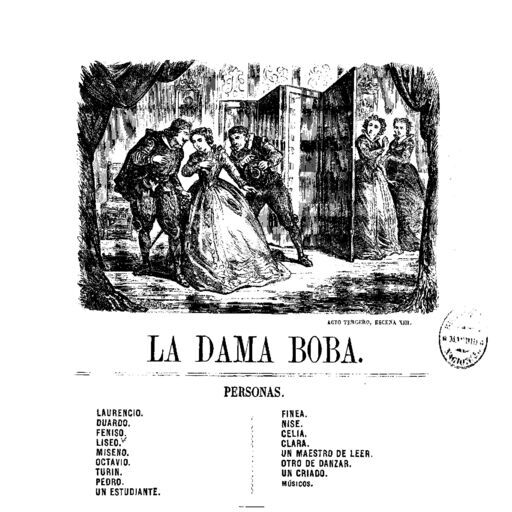 ACTO TERCERO, ESCENA XIII.
LA DAMA BOBA.
PERSONAS.
LAURENCIO.
DUARDO.
FENISO.
LISEO.
MISENO.
OCTAVIO.
TURIN.
PEDRO.
UN ESTUDIANTE.
FINEA.
NISE.
CELIA.
CLARA.
UN MAESTRO DE LEER.
OTRO DE DANZAR.
UN CRIADO.
MÚSICOS.